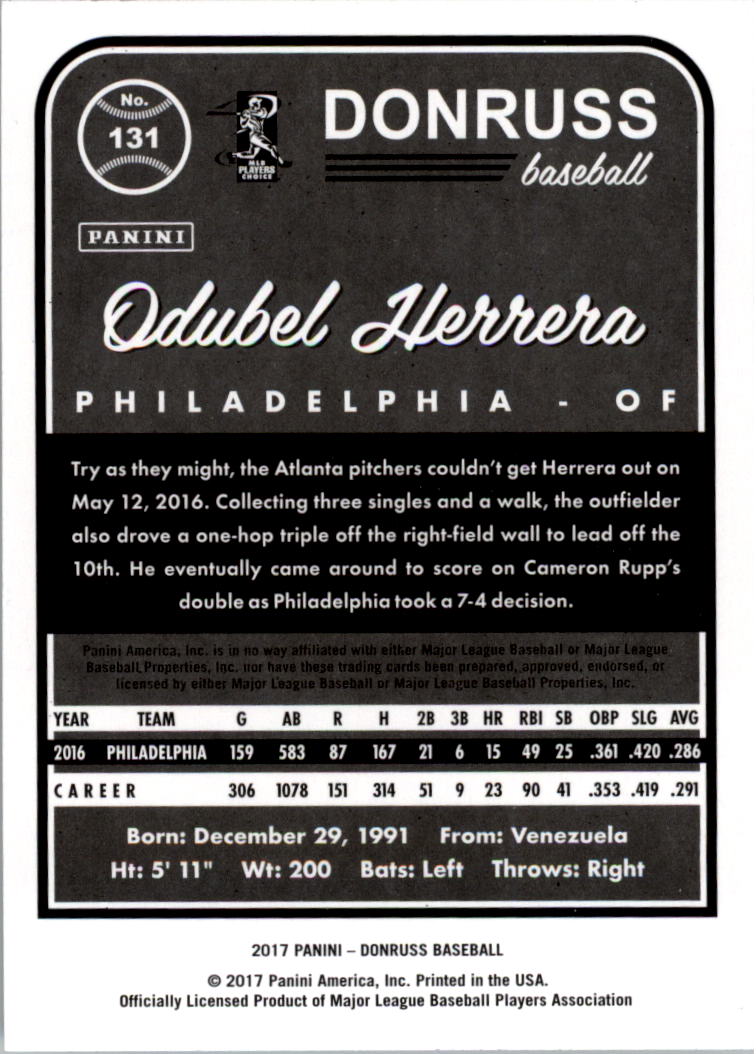 No.
131
MLB
PLAYERS
CHOICE
DONRUSS
baseball
PANINI
Odubel Herrera
PHILADELPHIA - OF
Try as they might, the Atlanta pitchers couldn't get Herrera out on
May 12, 2016. Collecting three singles and a walk, the outfielder
also drove a one-hop triple off the right-field wall to lead off the
10th. He eventually came around to score on Cameron Rupp's
double as Philadelphia took a 7-4 decision.
Panini America, Inc. is in no way affiliated with either Major League Baseball or Major League
Baseball Properties, Inc. nor have these trading cards been prepared, approved, endorsed, or
licensed by either Major League Baseball or Major League Baseball Properties, Inc.
YEAR TEAM G AB R H 2B 3B HR RBI SB OBP SLG AVG
2016 PHILADELPHIA 159 583 87 167 21 6 15 49 25 .361 .420 .286
CAREER 306 1078 151 314 51 9 23 90 41 .353 .419 .291
Born: December 29, 1991 From: Venezuela
Ht: 5' 11" Wt: 200 Bats: Left Throws: Right
2017 PANINI – DONRUSS BASEBALL
© 2017 Panini America, Inc. Printed in the USA.
Officially Licensed Product of Major League Baseball Players Association